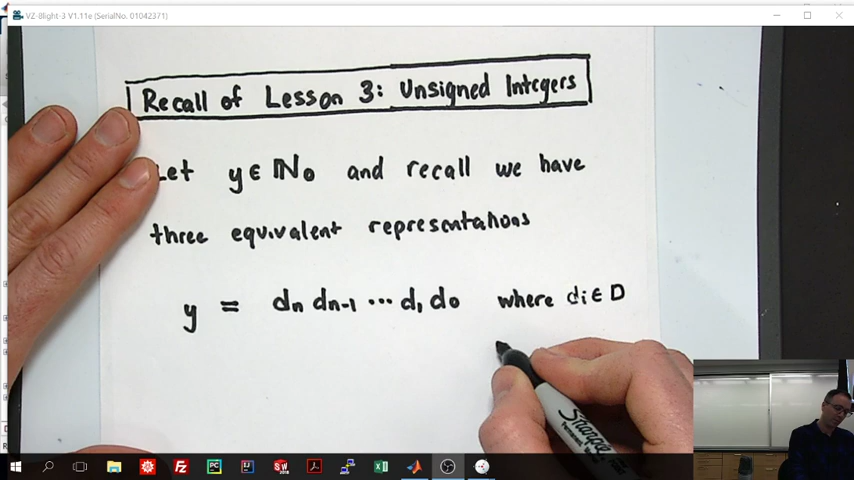 VZ-8light-3 V1.11e (SerialNo. 01042371)
Recall of Lesson 3: Unsigned Integers
Let y ∈ ℕ₀ and recall we have
three equivalent representations
y = dₙ dₙ₋₁ ⋯ d₁ d₀ where dᵢ ∈ D
Sharpie